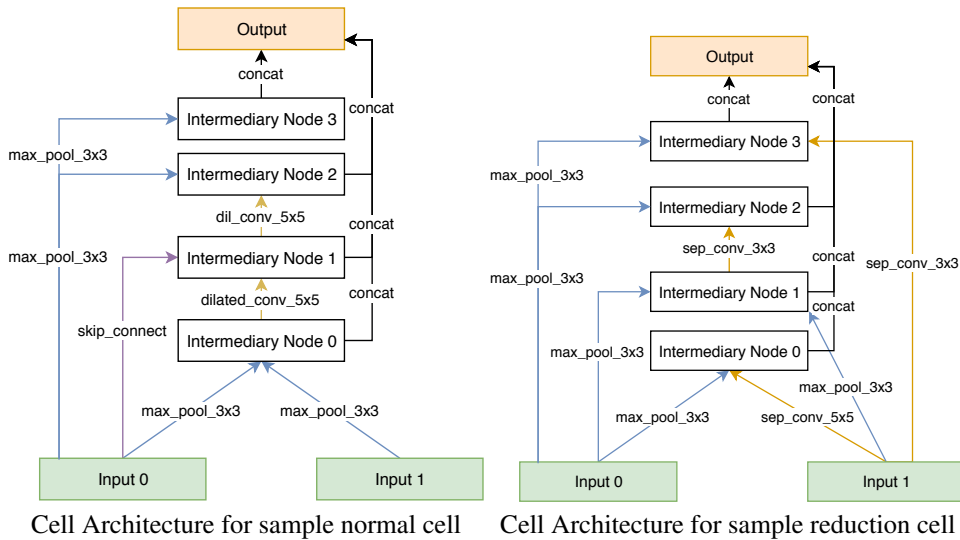 Output
concat
concat
Intermediary Node 3
max_pool_3x3
Intermediary Node 2
dil_conv_5x5
concat
max_pool_3x3
Intermediary Node 1
dilated_conv_5x5
concat
skip_connect
Intermediary Node 0
max_pool_3x3
max_pool_3x3
Input 0
Input 1
Cell Architecture for sample normal cell
Output
concat
concat
Intermediary Node 3
max_pool_3x3
Intermediary Node 2
sep_conv_3x3
concat
sep_conv_3x3
max_pool_3x3
Intermediary Node 1
concat
max_pool_3x3
Intermediary Node 0
max_pool_3x3
max_pool_3x3
sep_conv_5x5
Input 0
Input 1
Cell Architecture for sample reduction cell